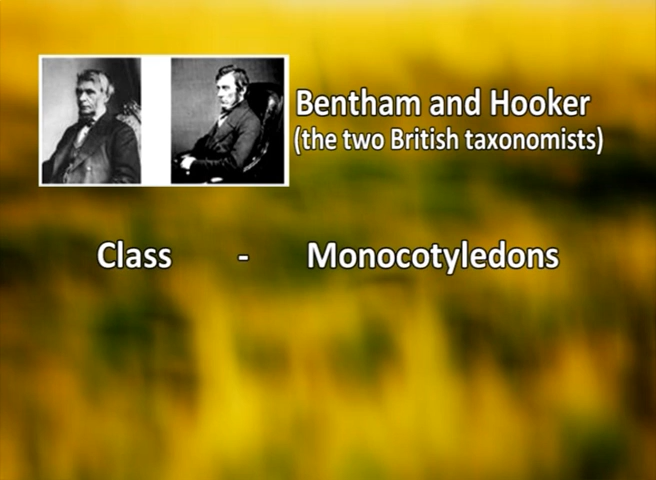 Bentham and Hooker
(the two British taxonomists)
Class - Monocotyledons